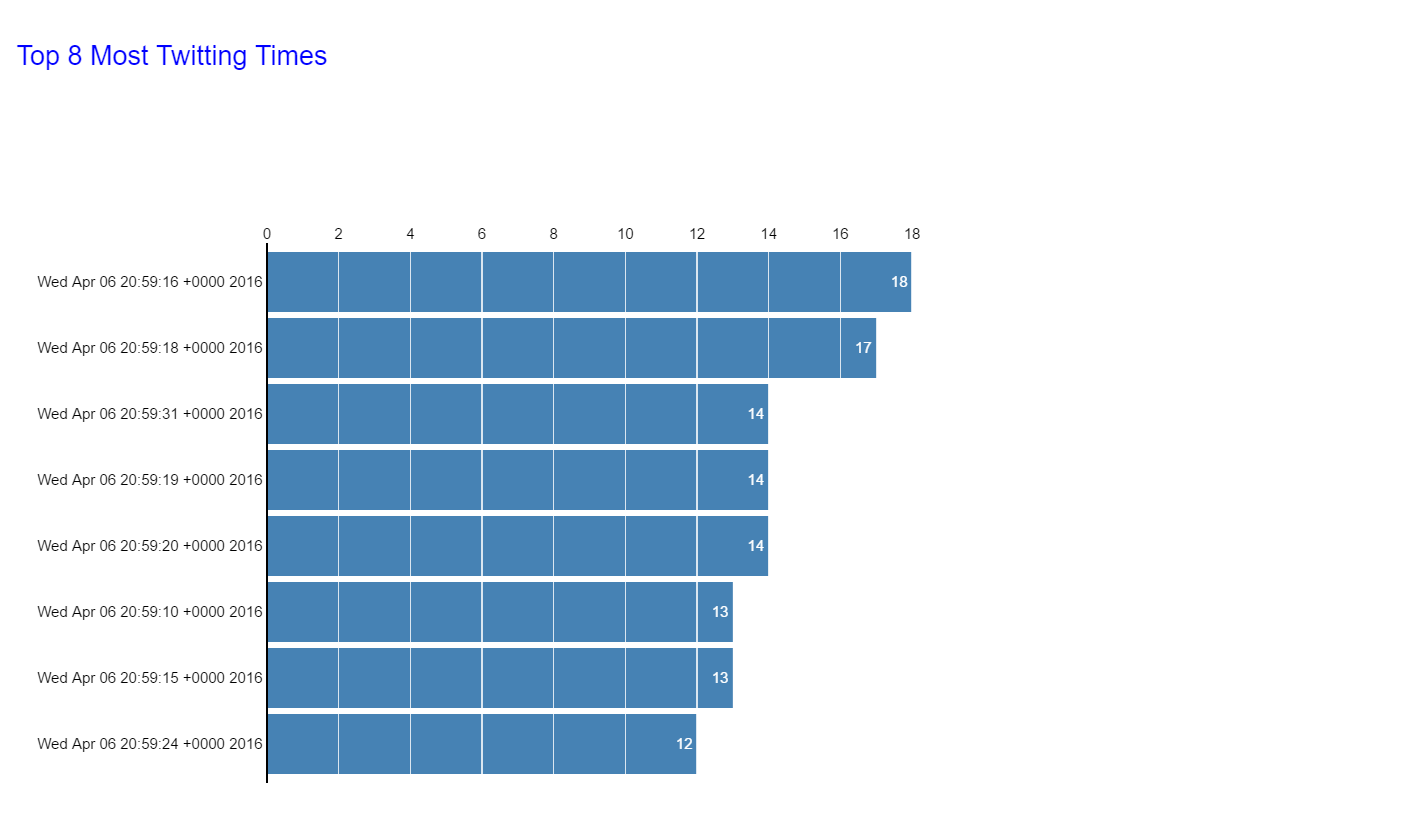 Top 8 Most Twitting Times
0 2 4 6 8 10 12 14 16 18
Wed Apr 06 20:59:16 +0000 2016 18
Wed Apr 06 20:59:18 +0000 2016 17
Wed Apr 06 20:59:31 +0000 2016 14
Wed Apr 06 20:59:19 +0000 2016 14
Wed Apr 06 20:59:20 +0000 2016 14
Wed Apr 06 20:59:10 +0000 2016 13
Wed Apr 06 20:59:15 +0000 2016 13
Wed Apr 06 20:59:24 +0000 2016 12